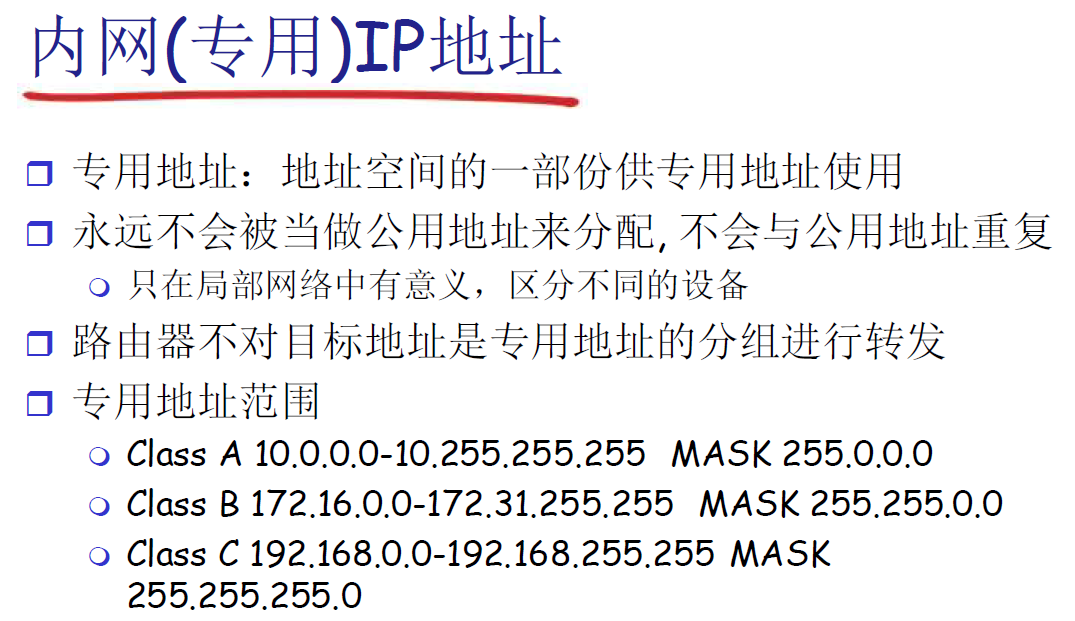 内网(专用)IP地址
专用地址：地址空间的一部份供专用地址使用
永远不会被当做公用地址来分配, 不会与公用地址重复
只在局部网络中有意义，区分不同的设备
路由器不对目标地址是专用地址的分组进行转发
专用地址范围
Class A 10.0.0.0-10.255.255.255 MASK 255.0.0.0
Class B 172.16.0.0-172.31.255.255 MASK 255.255.0.0
Class C 192.168.0.0-192.168.255.255 MASK
255.255.255.0